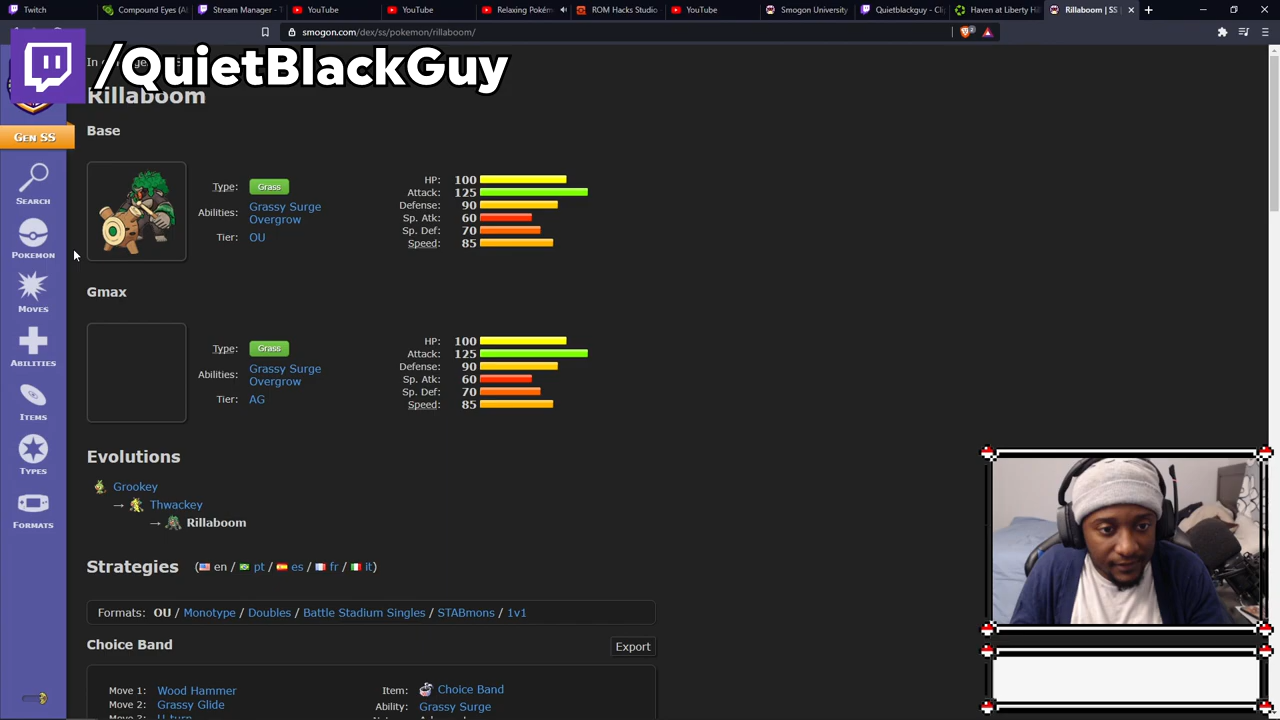 Twitch
Compound Eyes (A
Stream Manager -
YouTube
YouTube
Relaxing Pokém
ROM Hacks Studio
YouTube
Smogon University
Quietblackguy - Cli
Haven at Liberty H
Rillaboom | SS
smogon.com/dex/ss/pokemon/rillaboom/
/QuietBlackGuy
Rillaboom
Gen SS
Search
Pokemon
Moves
Abilities
Items
Types
Formats
Base
Type: Grass
Abilities: Grassy Surge
Overgrow
Tier: OU
HP: 100
Attack: 125
Defense: 90
Sp. Atk: 60
Sp. Def: 70
Speed: 85
Gmax
Type: Grass
Abilities: Grassy Surge
Overgrow
Tier: AG
HP: 100
Attack: 125
Defense: 90
Sp. Atk: 60
Sp. Def: 70
Speed: 85
Evolutions
Grookey
→ Thwackey
→ Rillaboom
Strategies (en / pt / es / fr / it)
Formats: OU / Monotype / Doubles / Battle Stadium Singles / STABmons / 1v1
Choice Band
Export
Move 1: Wood Hammer
Move 2: Grassy Glide
Move 3: U-turn
Item: Choice Band
Ability: Grassy Surge